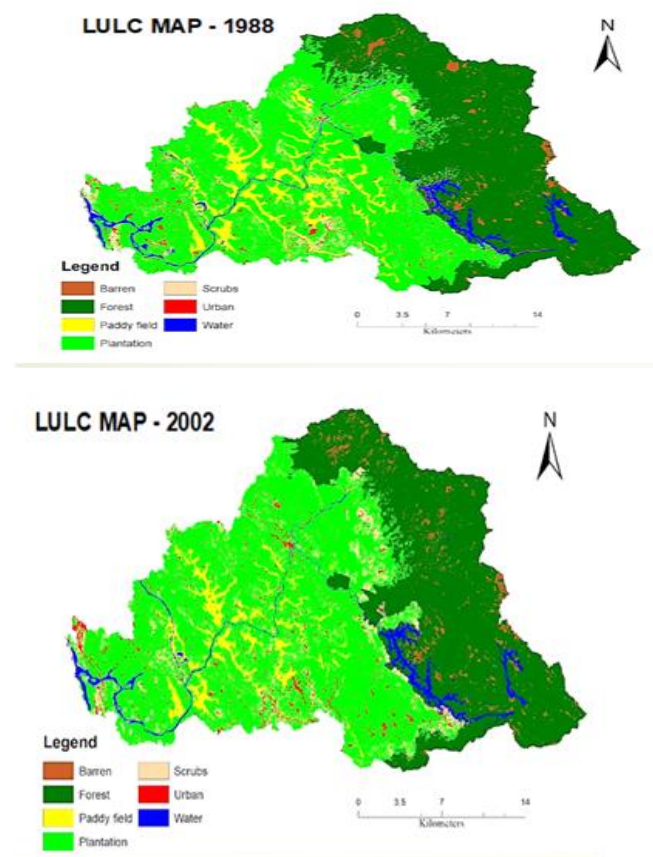 LULC MAP - 1988
N
Legend
Barren
Scrubs
Forest
Urban
Paddy field
Water
Plantation
0 3.5 7 14
Kilometers
LULC MAP - 2002
N
Legend
Barren
Scrubs
Forest
Urban
Paddy field
Water
Plantation
0 3.5 7 14
Kilometers